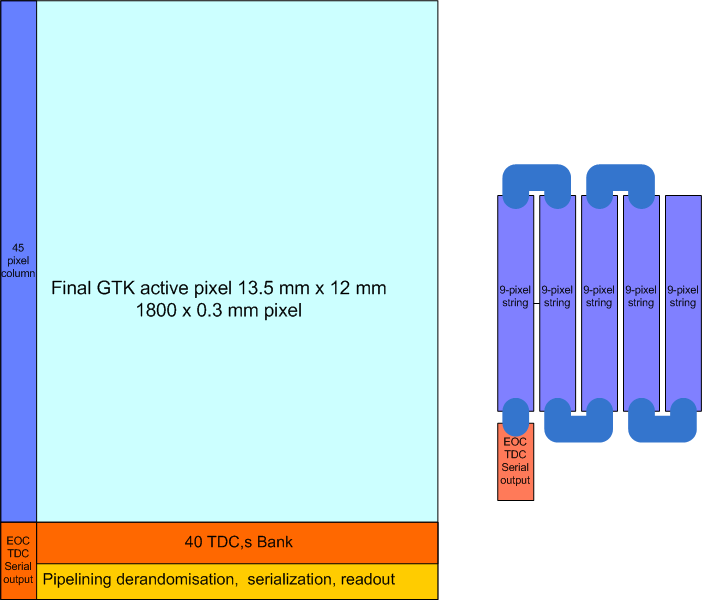 45
pixel
column
Final GTK active pixel 13.5 mm x 12 mm
1800 x 0.3 mm pixel
EOC
TDC
Serial
output
40 TDC,s Bank
Pipelining derandomisation, serialization, readout
9-pixel
string
9-pixel
string
9-pixel
string
9-pixel
string
9-pixel
string
EOC
TDC
Serial
output